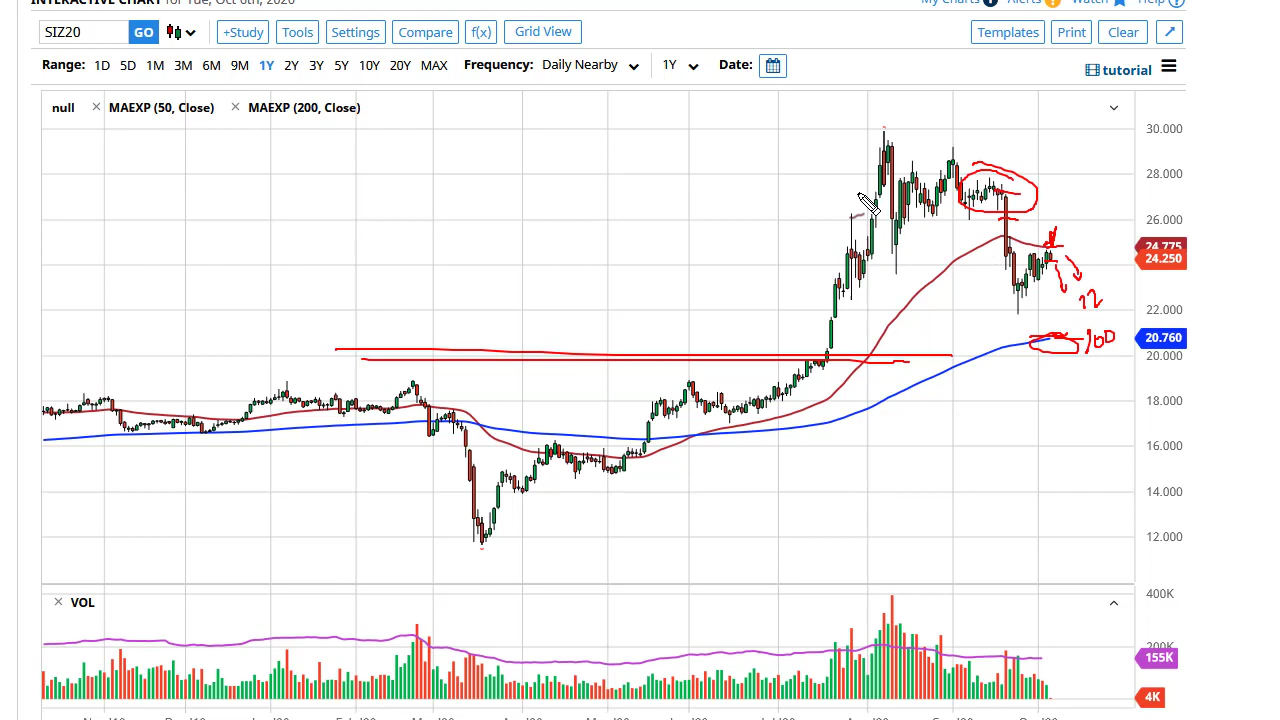 INTERACTIVE CHART for Tue, Oct 6th, 2020
My Charts Alerts Watch Help
SIZ20 GO +Study Tools Settings Compare f(x) Grid View Templates Print Clear
Range: 1D 5D 1M 3M 6M 9M 1Y 2Y 3Y 5Y 10Y 20Y MAX Frequency: Daily Nearby 1Y Date:
tutorial
null MAEXP (50, Close) MAEXP (200, Close)
30.000
28.000
26.000
24.775
24.250
22.000
20.760
20.000
18.000
16.000
14.000
12.000
VOL
400K
200K
155K
4K